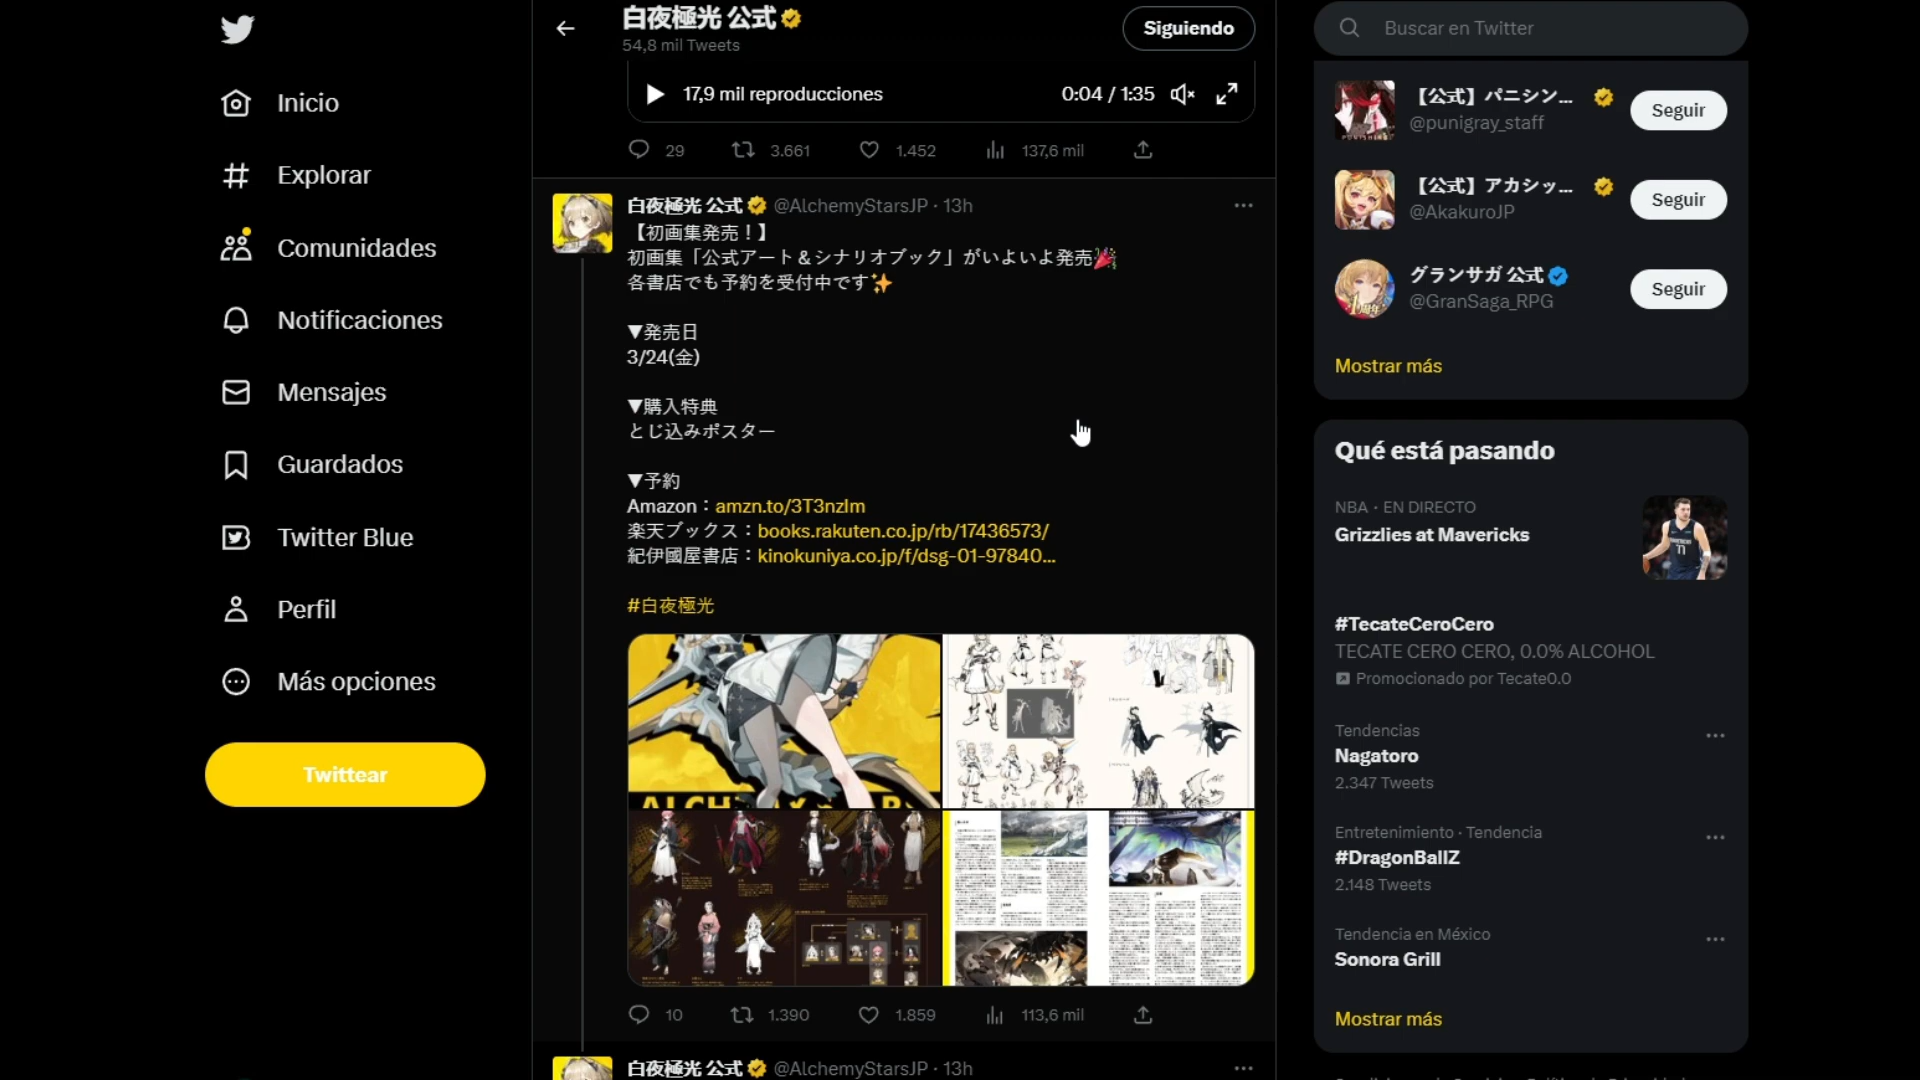 Inicio
Explorar
Comunidades
Notificaciones
Mensajes
Guardados
Twitter Blue
Perfil
Más opciones
Twittear
白夜極光 公式
54,8 mil Tweets
Siguiendo
17,9 mil reproducciones
0:04 / 1:35
29 3.661 1.452 137,6 mil
白夜極光 公式 @AlchemyStarsJP · 13h
【初画集発売！】
初画集「公式アート＆シナリオブック」がいよいよ発売🎉
各書店でも予約を受付中です✨
▼発売日
3/24(金)
▼購入特典
とじ込みポスター
▼予約
Amazon：amzn.to/3T3nzlm
楽天ブックス：books.rakuten.co.jp/rb/17436573/
紀伊國屋書店：kinokuniya.co.jp/f/dsg-01-97840...
#白夜極光
10 1.390 1.859 113,6 mil
白夜極光 公式 @AlchemyStarsJP · 13h
Buscar en Twitter
【公式】パニシン...
@punigray_staff
Seguir
【公式】アカシッ...
@AkakuroJP
Seguir
グランサガ 公式
@GranSaga_RPG
Seguir
Mostrar más
Qué está pasando
NBA · EN DIRECTO
Grizzlies at Mavericks
#TecateCeroCero
TECATE CERO CERO, 0.0% ALCOHOL
Promocionado por Tecate0.0
Tendencias
Nagatoro
2.347 Tweets
Entretenimiento · Tendencia
#DragonBallZ
2.148 Tweets
Tendencia en México
Sonora Grill
Mostrar más